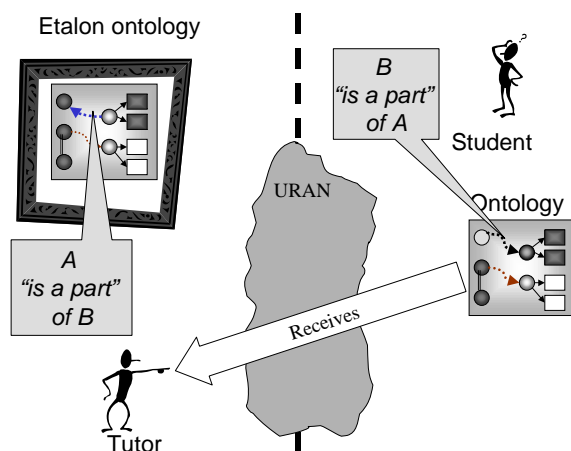 Etalon ontology
?
B
“is a part”
of A
Student
URAN
Ontology
A
“is a part”
of B
Receives
Tutor